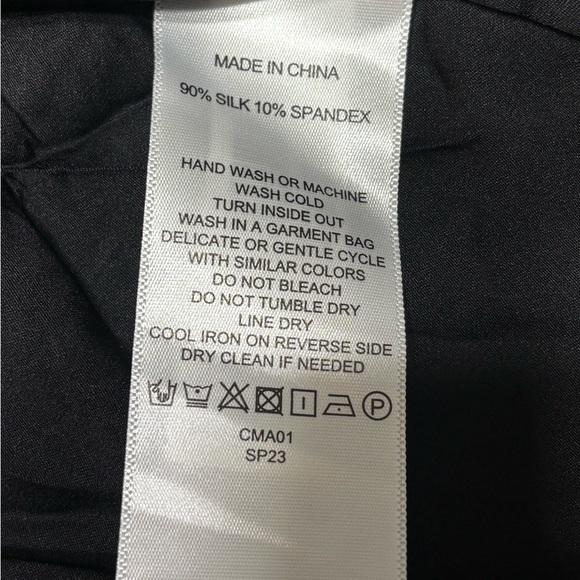 MADE IN CHINA
90% SILK 10% SPANDEX
HAND WASH OR MACHINE
WASH COLD
TURN INSIDE OUT
WASH IN A GARMENT BAG
DELICATE OR GENTLE CYCLE
WITH SIMILAR COLORS
DO NOT BLEACH
DO NOT TUMBLE DRY
LINE DRY
COOL IRON ON REVERSE SIDE
DRY CLEAN IF NEEDED
P
CMA01
SP23